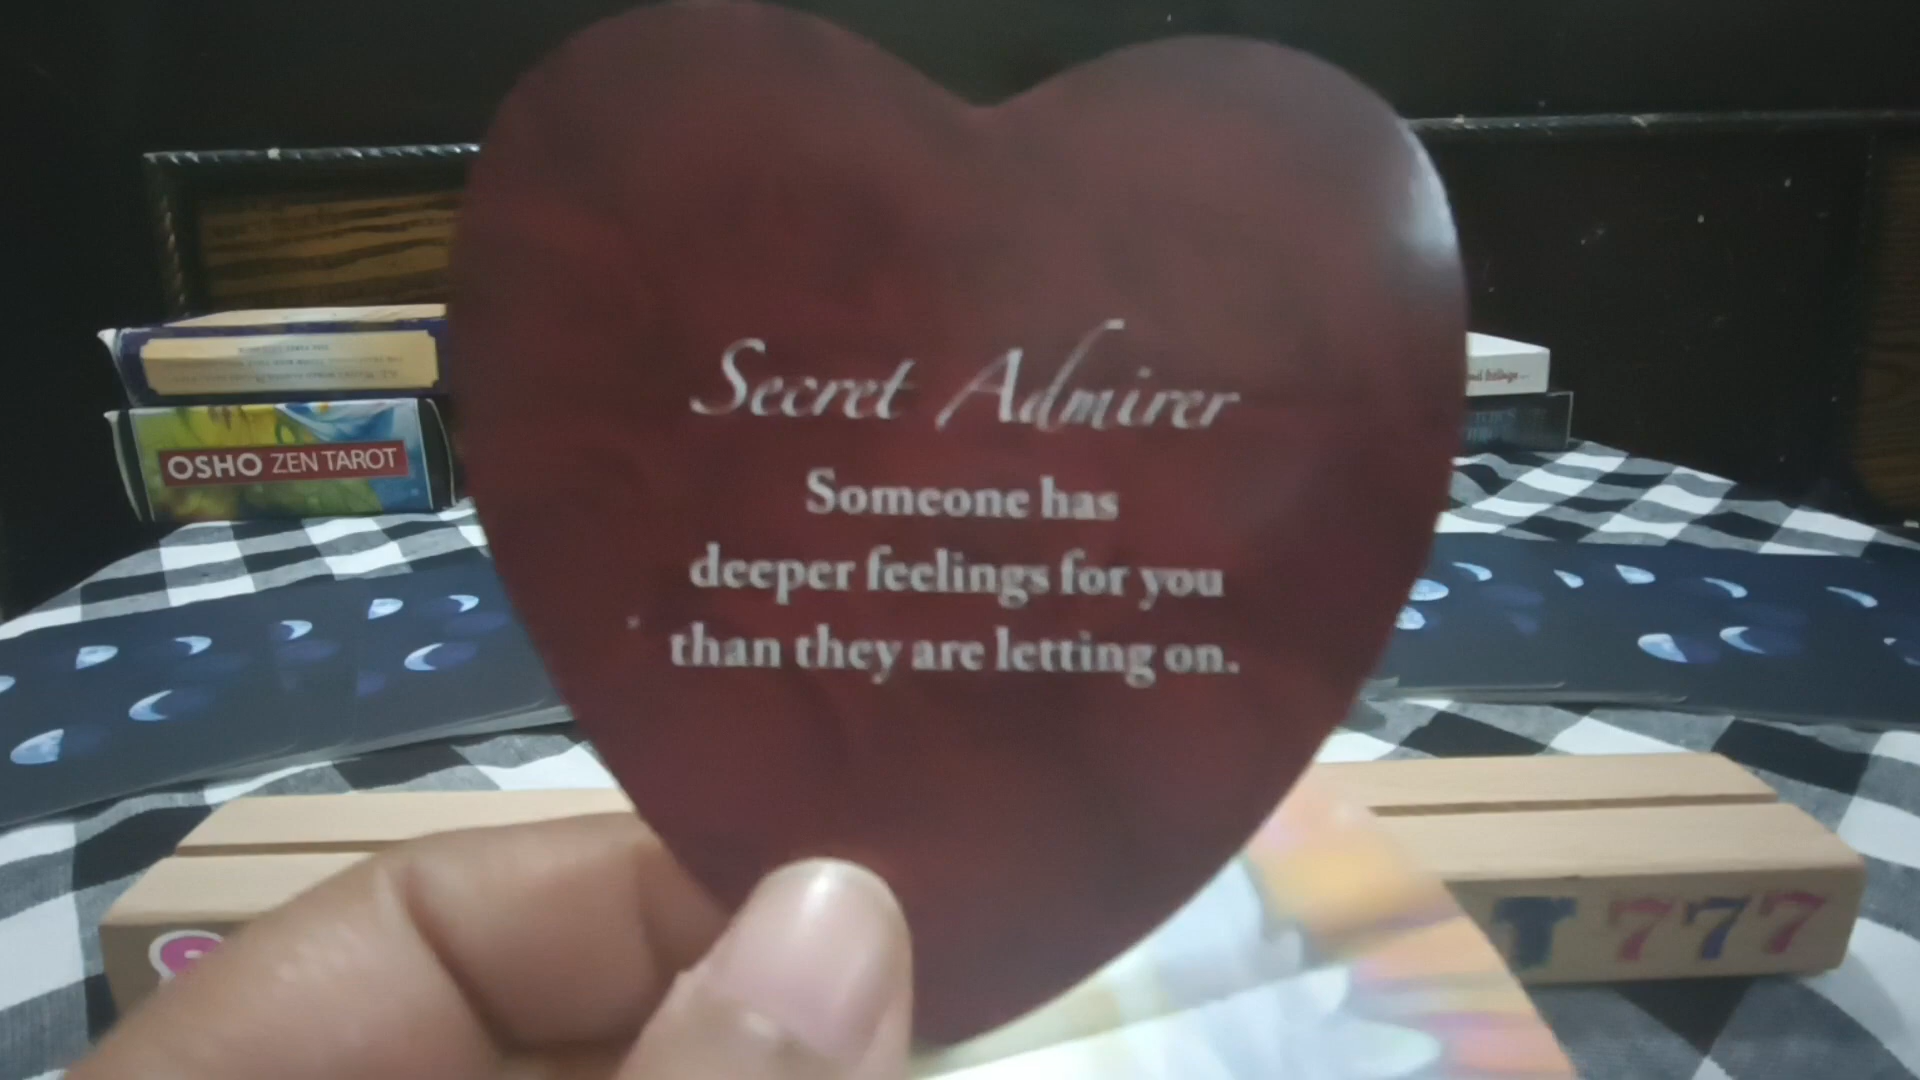 Secret Admirer
Someone has
deeper feelings for you
than they are letting on.
OSHO ZEN TAROT
777